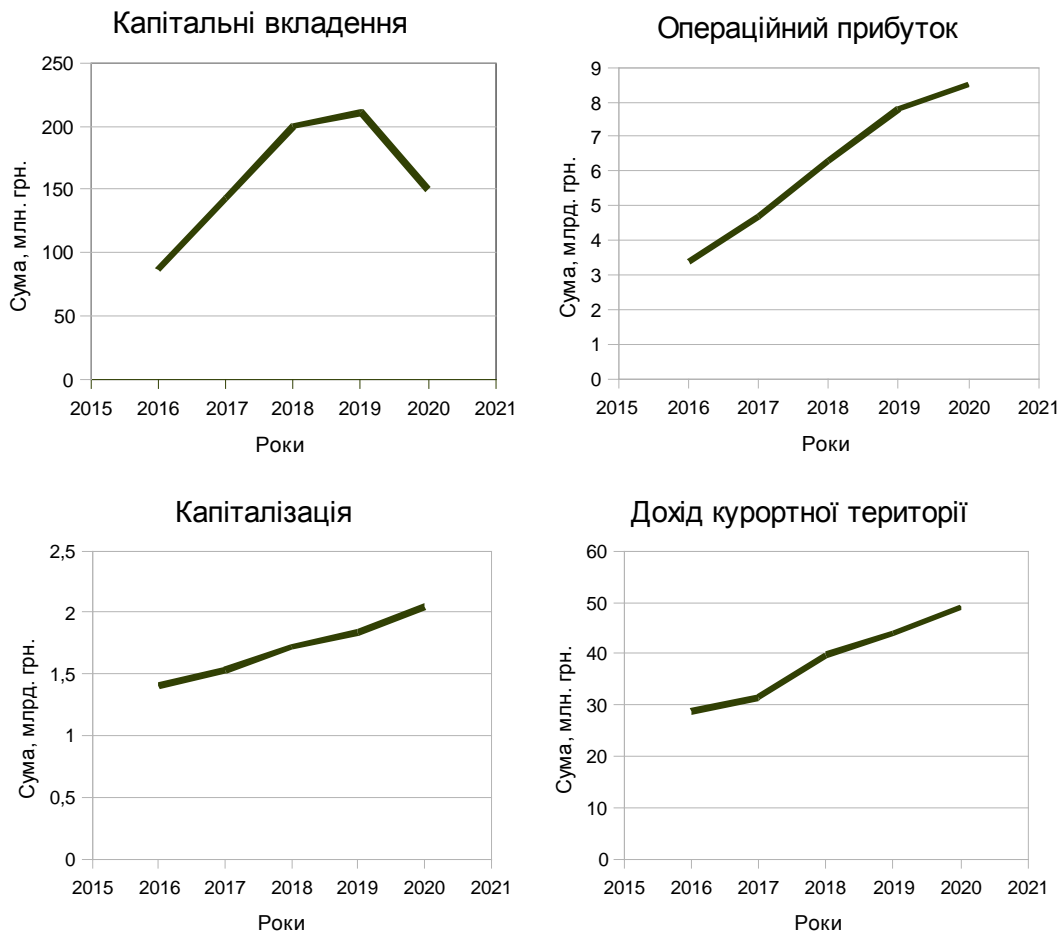 Капітальні вкладення
Сума, млн. грн.
250
200
150
100
50
0
2015 2016 2017 2018 2019 2020 2021
Роки
Операційний прибуток
Сума, млрд. грн.
9
8
7
6
5
4
3
2
1
0
2015 2016 2017 2018 2019 2020 2021
Роки
Капіталізація
Сума, млрд. грн.
2,5
2
1,5
1
0,5
0
2015 2016 2017 2018 2019 2020 2021
Роки
Дохід курортної території
Сума, млн. грн.
60
50
40
30
20
10
0
2015 2016 2017 2018 2019 2020 2021
Роки